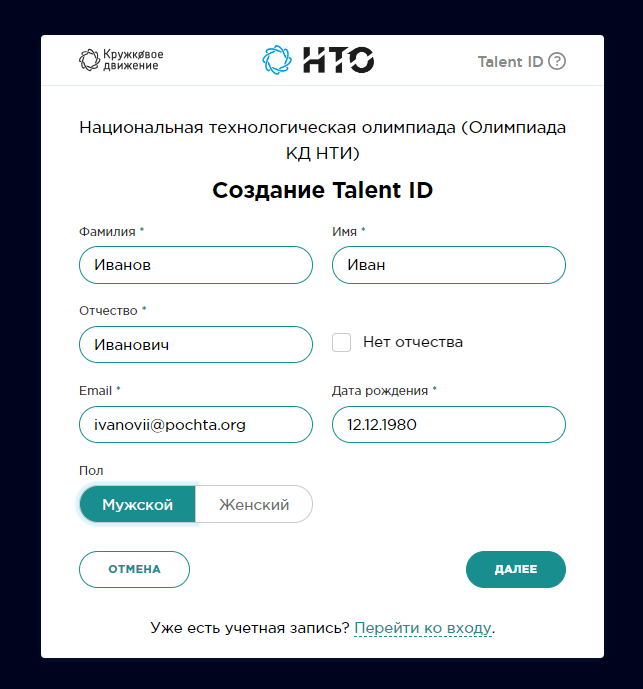 Кружковое движение
НТО
Talent ID ?
Национальная технологическая олимпиада (Олимпиада
КД НТИ)
Создание Talent ID
Фамилия * Имя *
Иванов Иван
Отчество *
Иванович Нет отчества
Email * Дата рождения *
ivanovii@pochta.org 12.12.1980
Пол
Мужской Женский
ОТМЕНА ДАЛЕЕ
Уже есть учетная запись? Перейти ко входу.